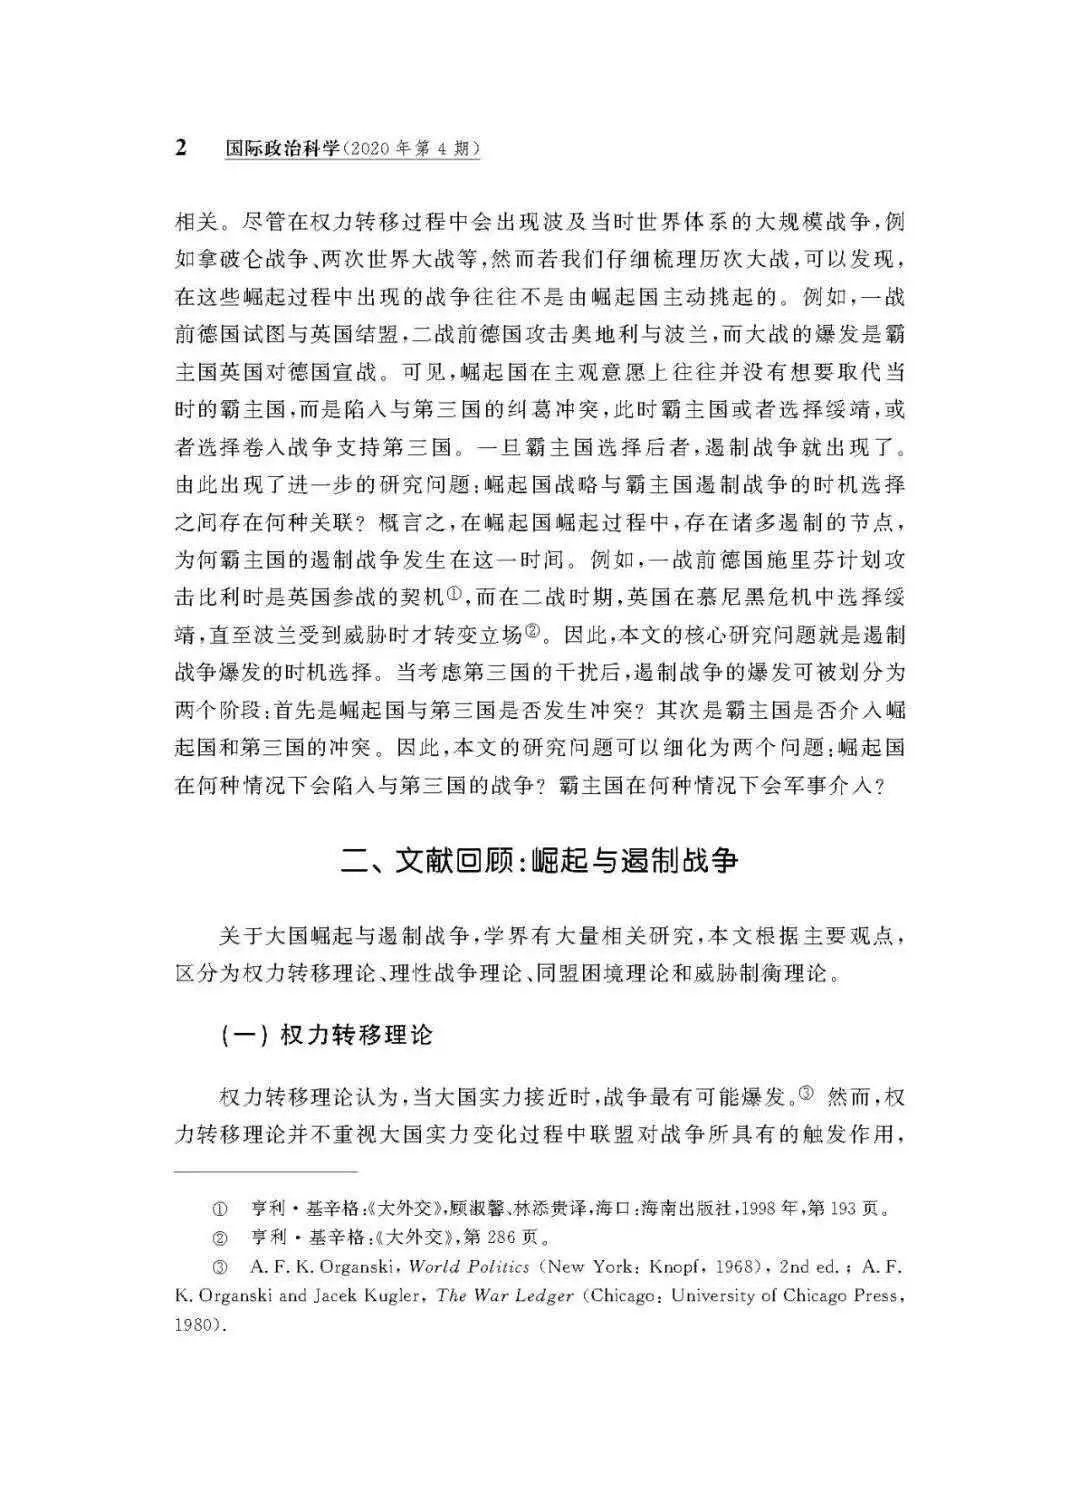 2 国际政治科学(2020 年第 4 期)
相关。尽管在权力转移过程中会出现波及当时世界体系的大规模战争,例
如拿破仑战争、两次世界大战等,然而若我们仔细梳理历次大战,可以发现,
在这些崛起过程中出现的战争往往不是由崛起国主动挑起的。例如,一战
前德国试图与英国结盟,二战前德国攻击奥地利与波兰,而大战的爆发是霸
主国英国对德国宣战。可见,崛起国在主观意愿上往往并没有想要取代当
时的霸主国,而是陷入与第三国的纠葛冲突,此时霸主国或者选择绥靖,或
者选择卷入战争支持第三国。一旦霸主国选择后者,遏制战争就出现了。
由此出现了进一步的研究问题:崛起国战略与霸主国遏制战争的时机选择
之间存在何种关联?概言之,在崛起国崛起过程中,存在诸多遏制的节点,
为何霸主国的遏制战争发生在这一时间。例如,一战前德国施里芬计划攻
击比利时是英国参战的契机①,而在二战时期,英国在慕尼黑危机中选择绥
靖,直至波兰受到威胁时才转变立场②。因此,本文的核心研究问题就是遏制
战争爆发的时机选择。当考虑第三国的干扰后,遏制战争的爆发可被划分为
两个阶段:首先是崛起国与第三国是否发生冲突?其次是霸主国是否介入崛
起国和第三国的冲突。因此,本文的研究问题可以细化为两个问题:崛起国
在何种情况下会陷入与第三国的战争?霸主国在何种情况下会军事介入?
二、文献回顾:崛起与遏制战争
关于大国崛起与遏制战争,学界有大量相关研究,本文根据主要观点,
区分为权力转移理论、理性战争理论、同盟困境理论和威胁制衡理论。
(一) 权力转移理论
权力转移理论认为,当大国实力接近时,战争最有可能爆发。③ 然而,权
力转移理论并不重视大国实力变化过程中联盟对战争所具有的触发作用,
① 亨利·基辛格:《大外交》,顾淑馨、林添贵译,海口:海南出版社,1998 年,第 193 页。
② 亨利·基辛格:《大外交》,第 286 页。
③ A. F. K. Organski, World Politics (New York: Knopf, 1968), 2nd ed.; A. F.
K. Organski and Jacek Kugler, The War Ledger (Chicago: University of Chicago Press,
1980).